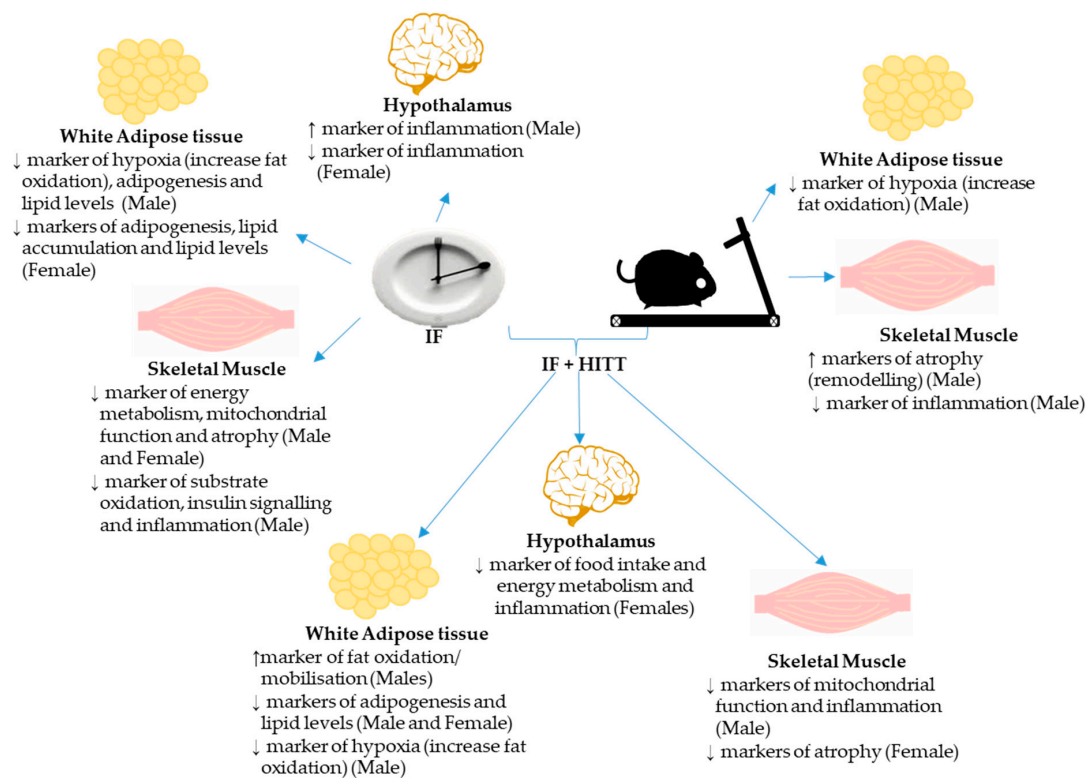 Hypothalamus
↑ marker of inflammation (Male)
↓ marker of inflammation
(Female)
White Adipose tissue
↓ marker of hypoxia (increase fat
oxidation), adipogenesis and
lipid levels (Male)
↓ markers of adipogenesis, lipid
accumulation and lipid levels
(Female)
White Adipose tissue
↓ marker of hypoxia (increase
fat oxidation) (Male)
IF
Skeletal Muscle
↓ marker of energy
metabolism, mitochondrial
function and atrophy (Male
and Female)
↓ marker of substrate
oxidation, insulin signalling
and inflammation (Male)
IF + HITT
Skeletal Muscle
↑ markers of atrophy
(remodelling) (Male)
↓ marker of inflammation (Male)
Hypothalamus
↓ marker of food intake and
energy metabolism and
inflammation (Females)
White Adipose tissue
↑marker of fat oxidation/
mobilisation (Males)
↓ markers of adipogenesis and
lipid levels (Male and Female)
↓ marker of hypoxia (increase fat
oxidation) (Male)
Skeletal Muscle
↓ markers of mitochondrial
function and inflammation
(Male)
↓ markers of atrophy (Female)